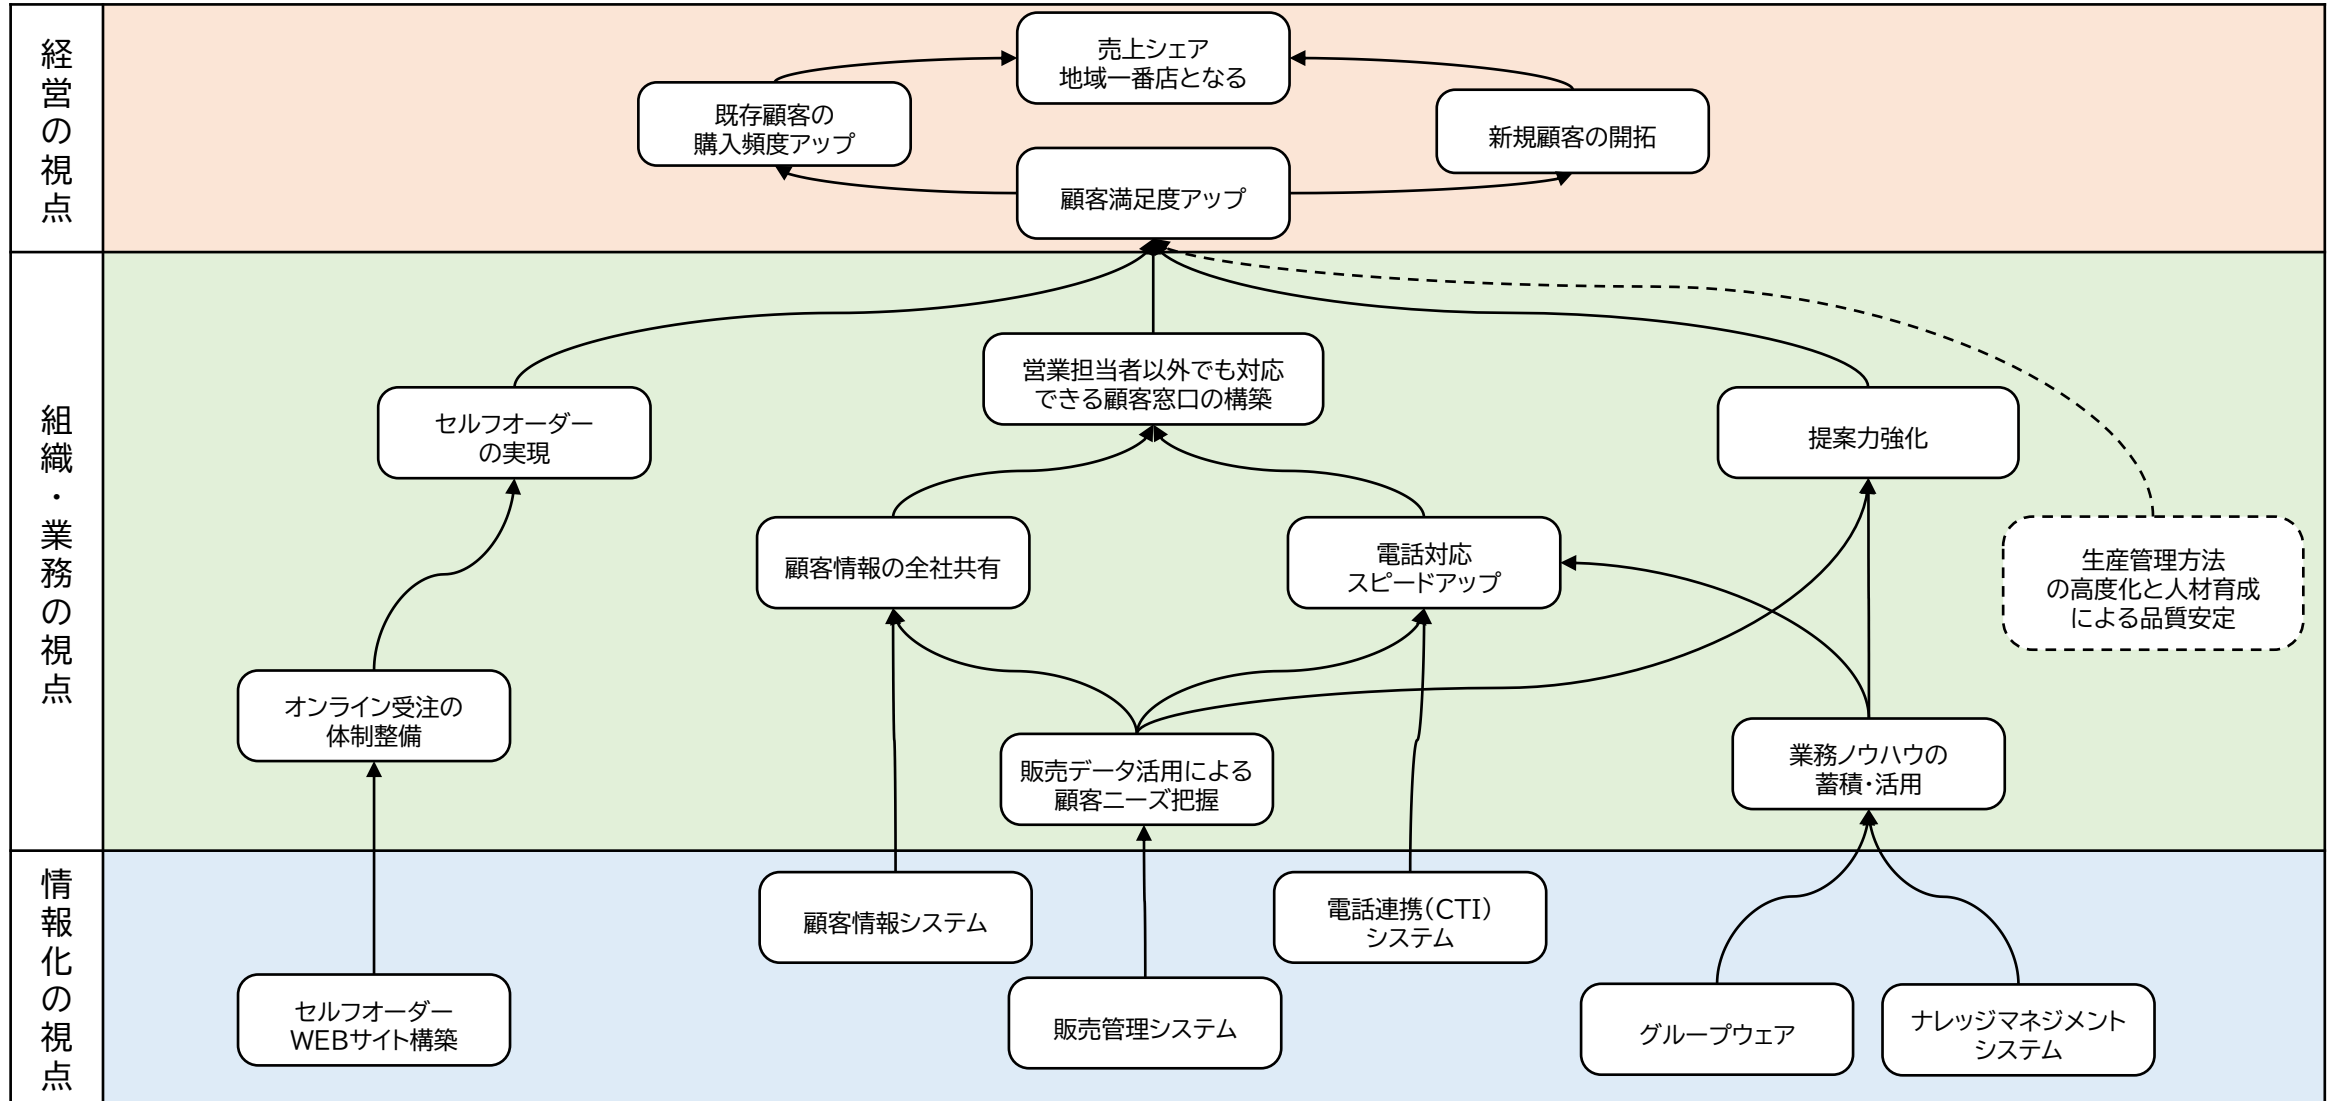 経営の視点
売上シェア
地域一番店となる
既存顧客の
購入頻度アップ
新規顧客の開拓
顧客満足度アップ
組織・業務の視点
営業担当者以外でも対応
できる顧客窓口の構築
セルフオーダー
の実現
提案力強化
顧客情報の全社共有
電話対応
スピードアップ
生産管理方法
の高度化と人材育成
による品質安定
オンライン受注の
体制整備
販売データ活用による
顧客ニーズ把握
業務ノウハウの
蓄積・活用
情報化の視点
顧客情報システム
電話連携（CTI）
システム
セルフオーダー
WEBサイト構築
販売管理システム
グループウェア
ナレッジマネジメント
システム